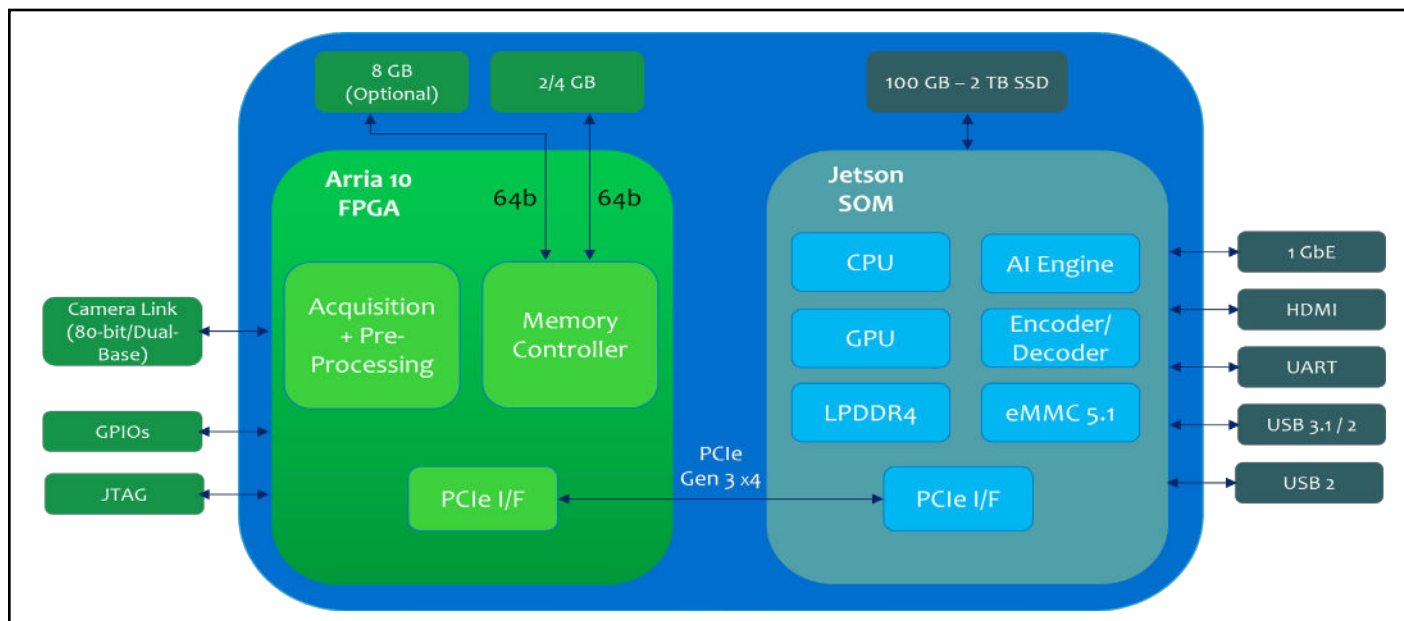 8 GB
(Optional)
2/4 GB
100 GB – 2 TB SSD
Arria 10
FPGA
64b
64b
Jetson
SOM
Acquisition
+ Pre-
Processing
Memory
Controller
PCIe I/F
PCIe
Gen 3 x4
CPU
AI Engine
GPU
Encoder/
Decoder
LPDDR4
eMMC 5.1
PCIe I/F
Camera Link
(80-bit/Dual-
Base)
GPIOs
JTAG
1 GbE
HDMI
UART
USB 3.1 / 2
USB 2